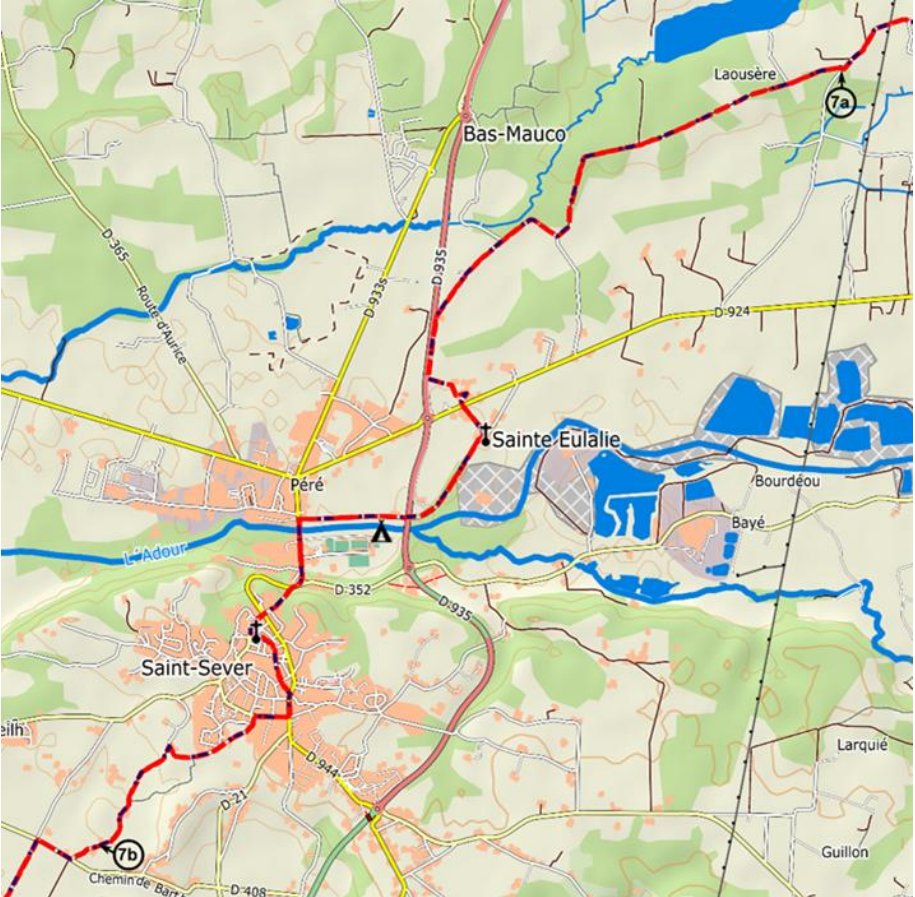 Laousère
7a
Bas-Mauco
D 365
D 935
D 933s
Route d'Aurice
D 924
Sainte Eulalie
Péré
Bourdéou
Bayé
L'Adour
D 352
D 935
Saint-Sever
eilh
Larquié
D 944
D 21
7b
Guillon
Chemin de Bart
D 408